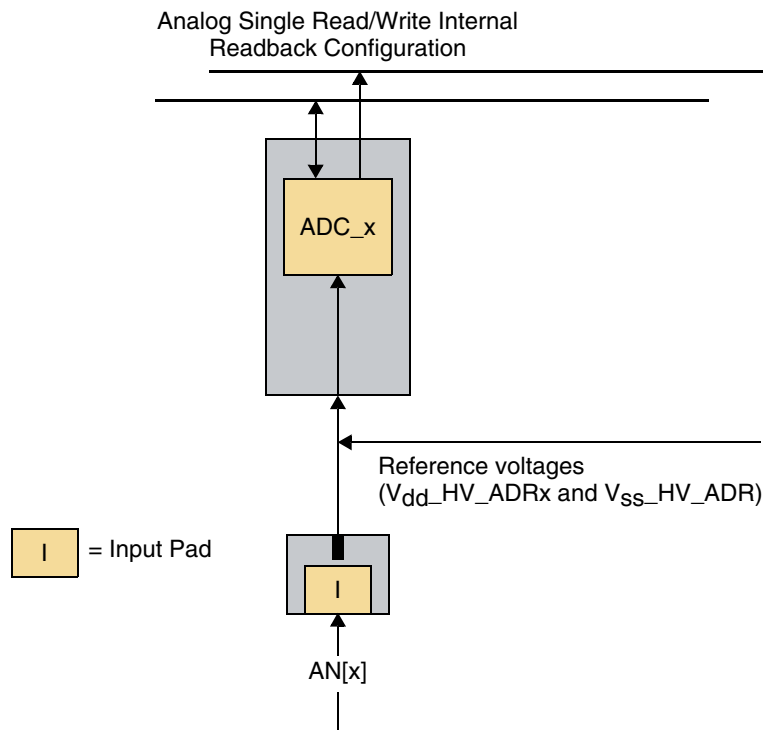 Analog Single Read/Write Internal
Readback Configuration
ADC_x
Reference voltages
(Vdd_HV_ADRx and Vss_HV_ADR)
I = Input Pad
I
AN[x]